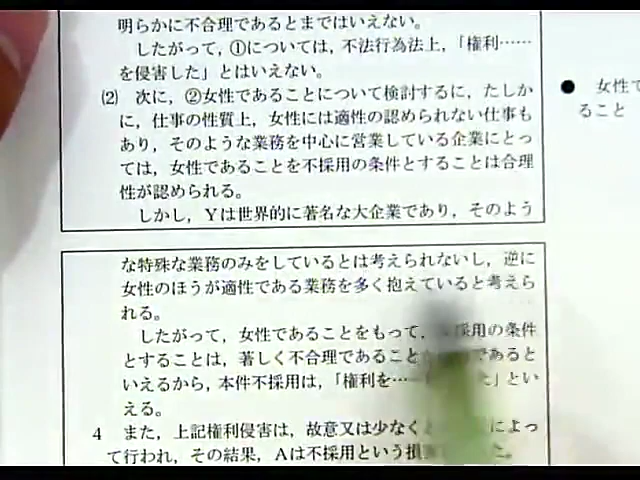 明らかに不合理であるとまではいえない。
したがって，①については，不法行為法上，「権利……
を侵害した」とはいえない。
⑵　次に，②女性であることについて検討するに，たしか
に，仕事の性質上，女性には適性の認められない仕事も
あり，そのような業務を中心に営業している企業にとっ
ては，女性であることを不採用の条件とすることは合理
性が認められる。
しかし，Ｙは世界的に著名な大企業であり，そのよう
● 女性で
ること
な特殊な業務のみをしているとは考えられないし，逆に
女性のほうが適性である業務を多く抱えていると考えら
れる。
したがって，女性であることをもって， 採用の条件
とすることは，著しく不合理であること であると
いえるから，本件不採用は，「権利を… 」とい
える。
4　また，上記権利侵害は，故意又は少なく によっ
て行われ，その結果，Ａは不採用という損 た。